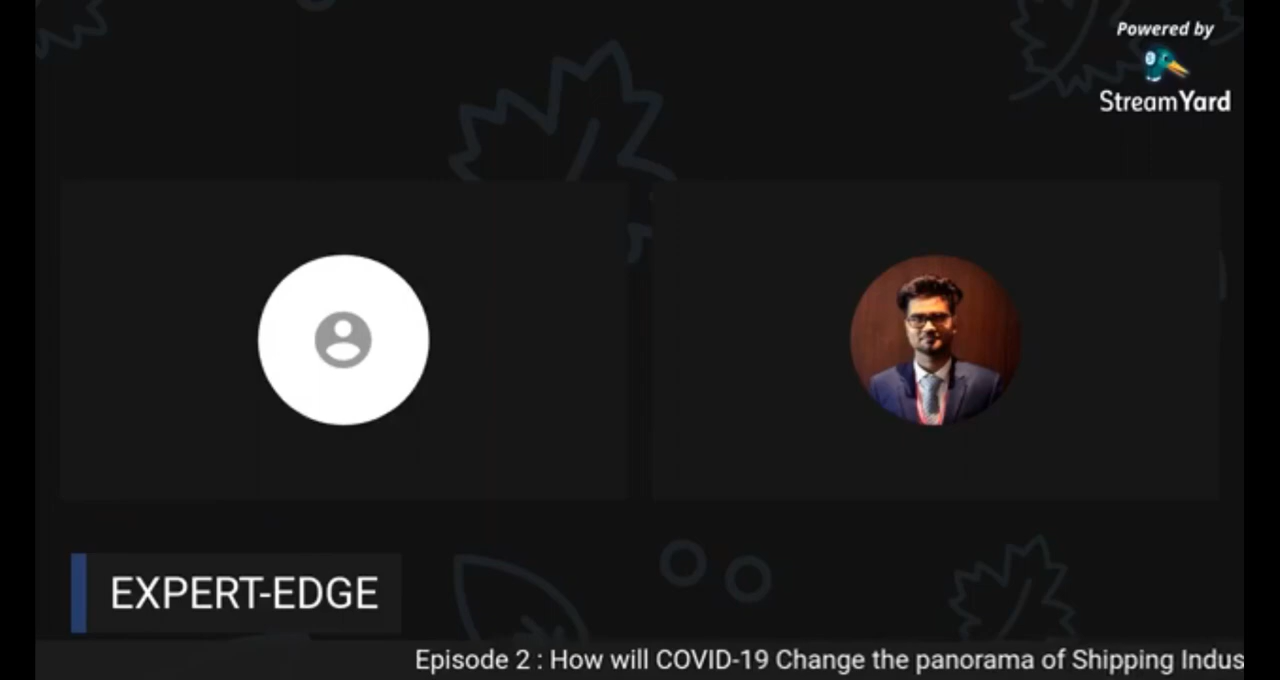 Powered by
StreamYard
EXPERT-EDGE
Episode 2 : How will COVID-19 Change the panorama of Shipping Indus